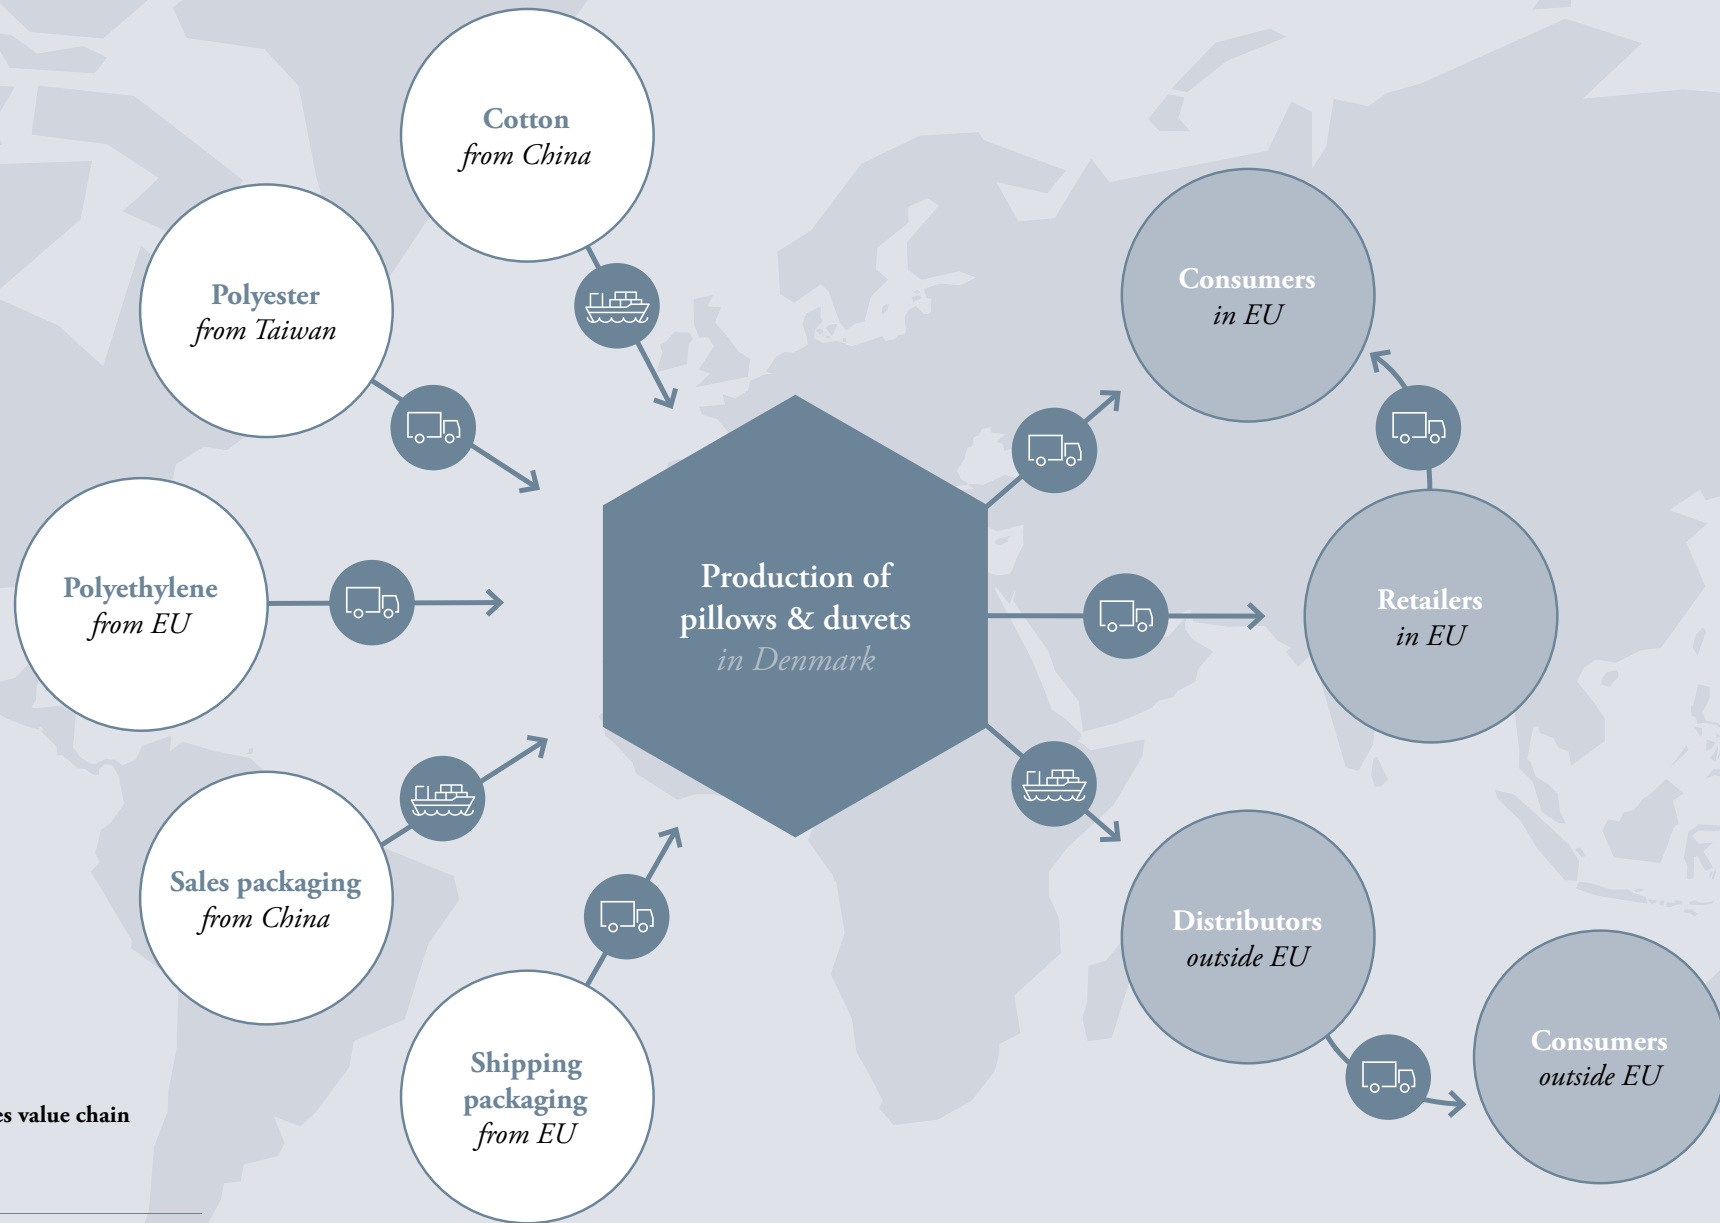 Cotton
from China
Polyester
from Taiwan
Polyethylene
from EU
Sales packaging
from China
Shipping
packaging
from EU
Production of
pillows & duvets
in Denmark
Consumers
in EU
Retailers
in EU
Distributors
outside EU
Consumers
outside EU
value chain